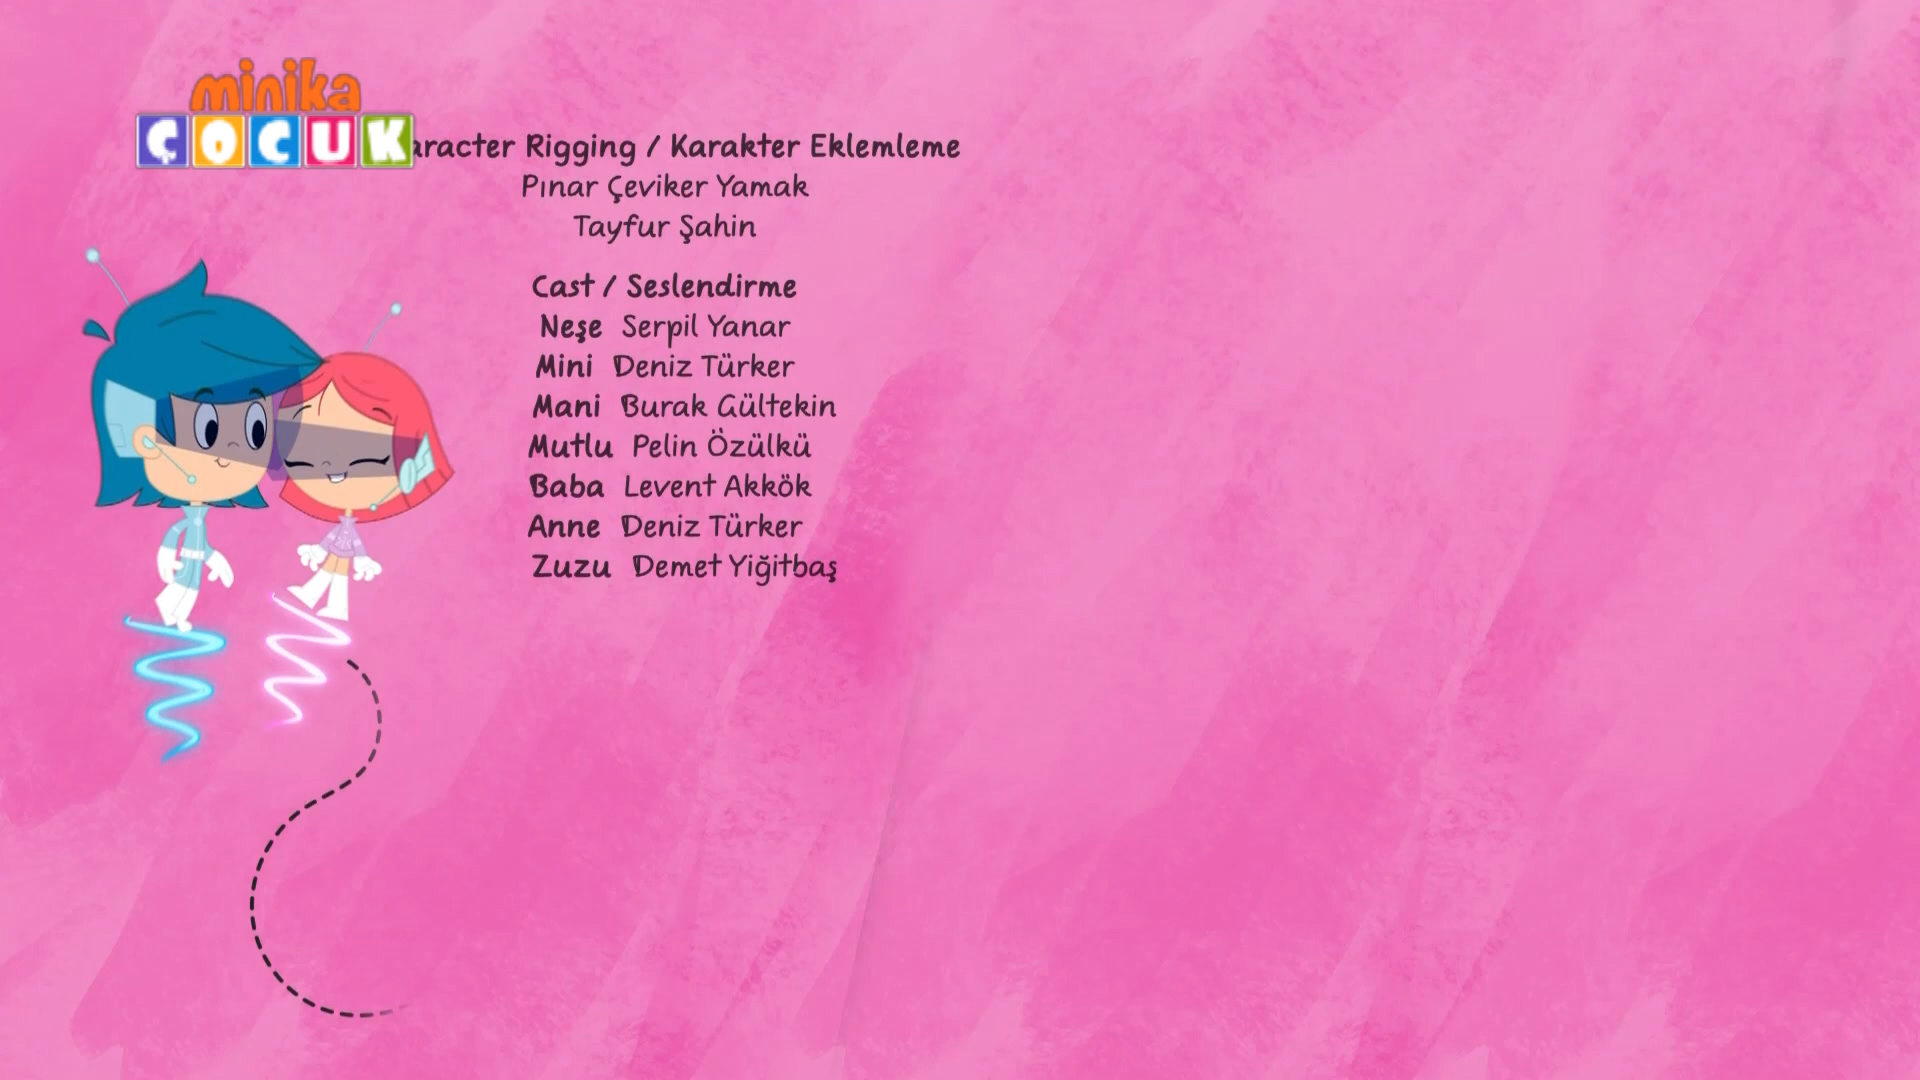 minika
ÇOCUK
aracter Rigging / Karakter Eklemleme
Pınar Çeviker Yamak
Tayfur Şahin
Cast / Seslendirme
Neşe Serpil Yanar
Mini Deniz Türker
Mani Burak Gültekin
Mutlu Pelin Özülkü
Baba Levent Akkök
Anne Deniz Türker
Zuzu Demet Yiğitbaş